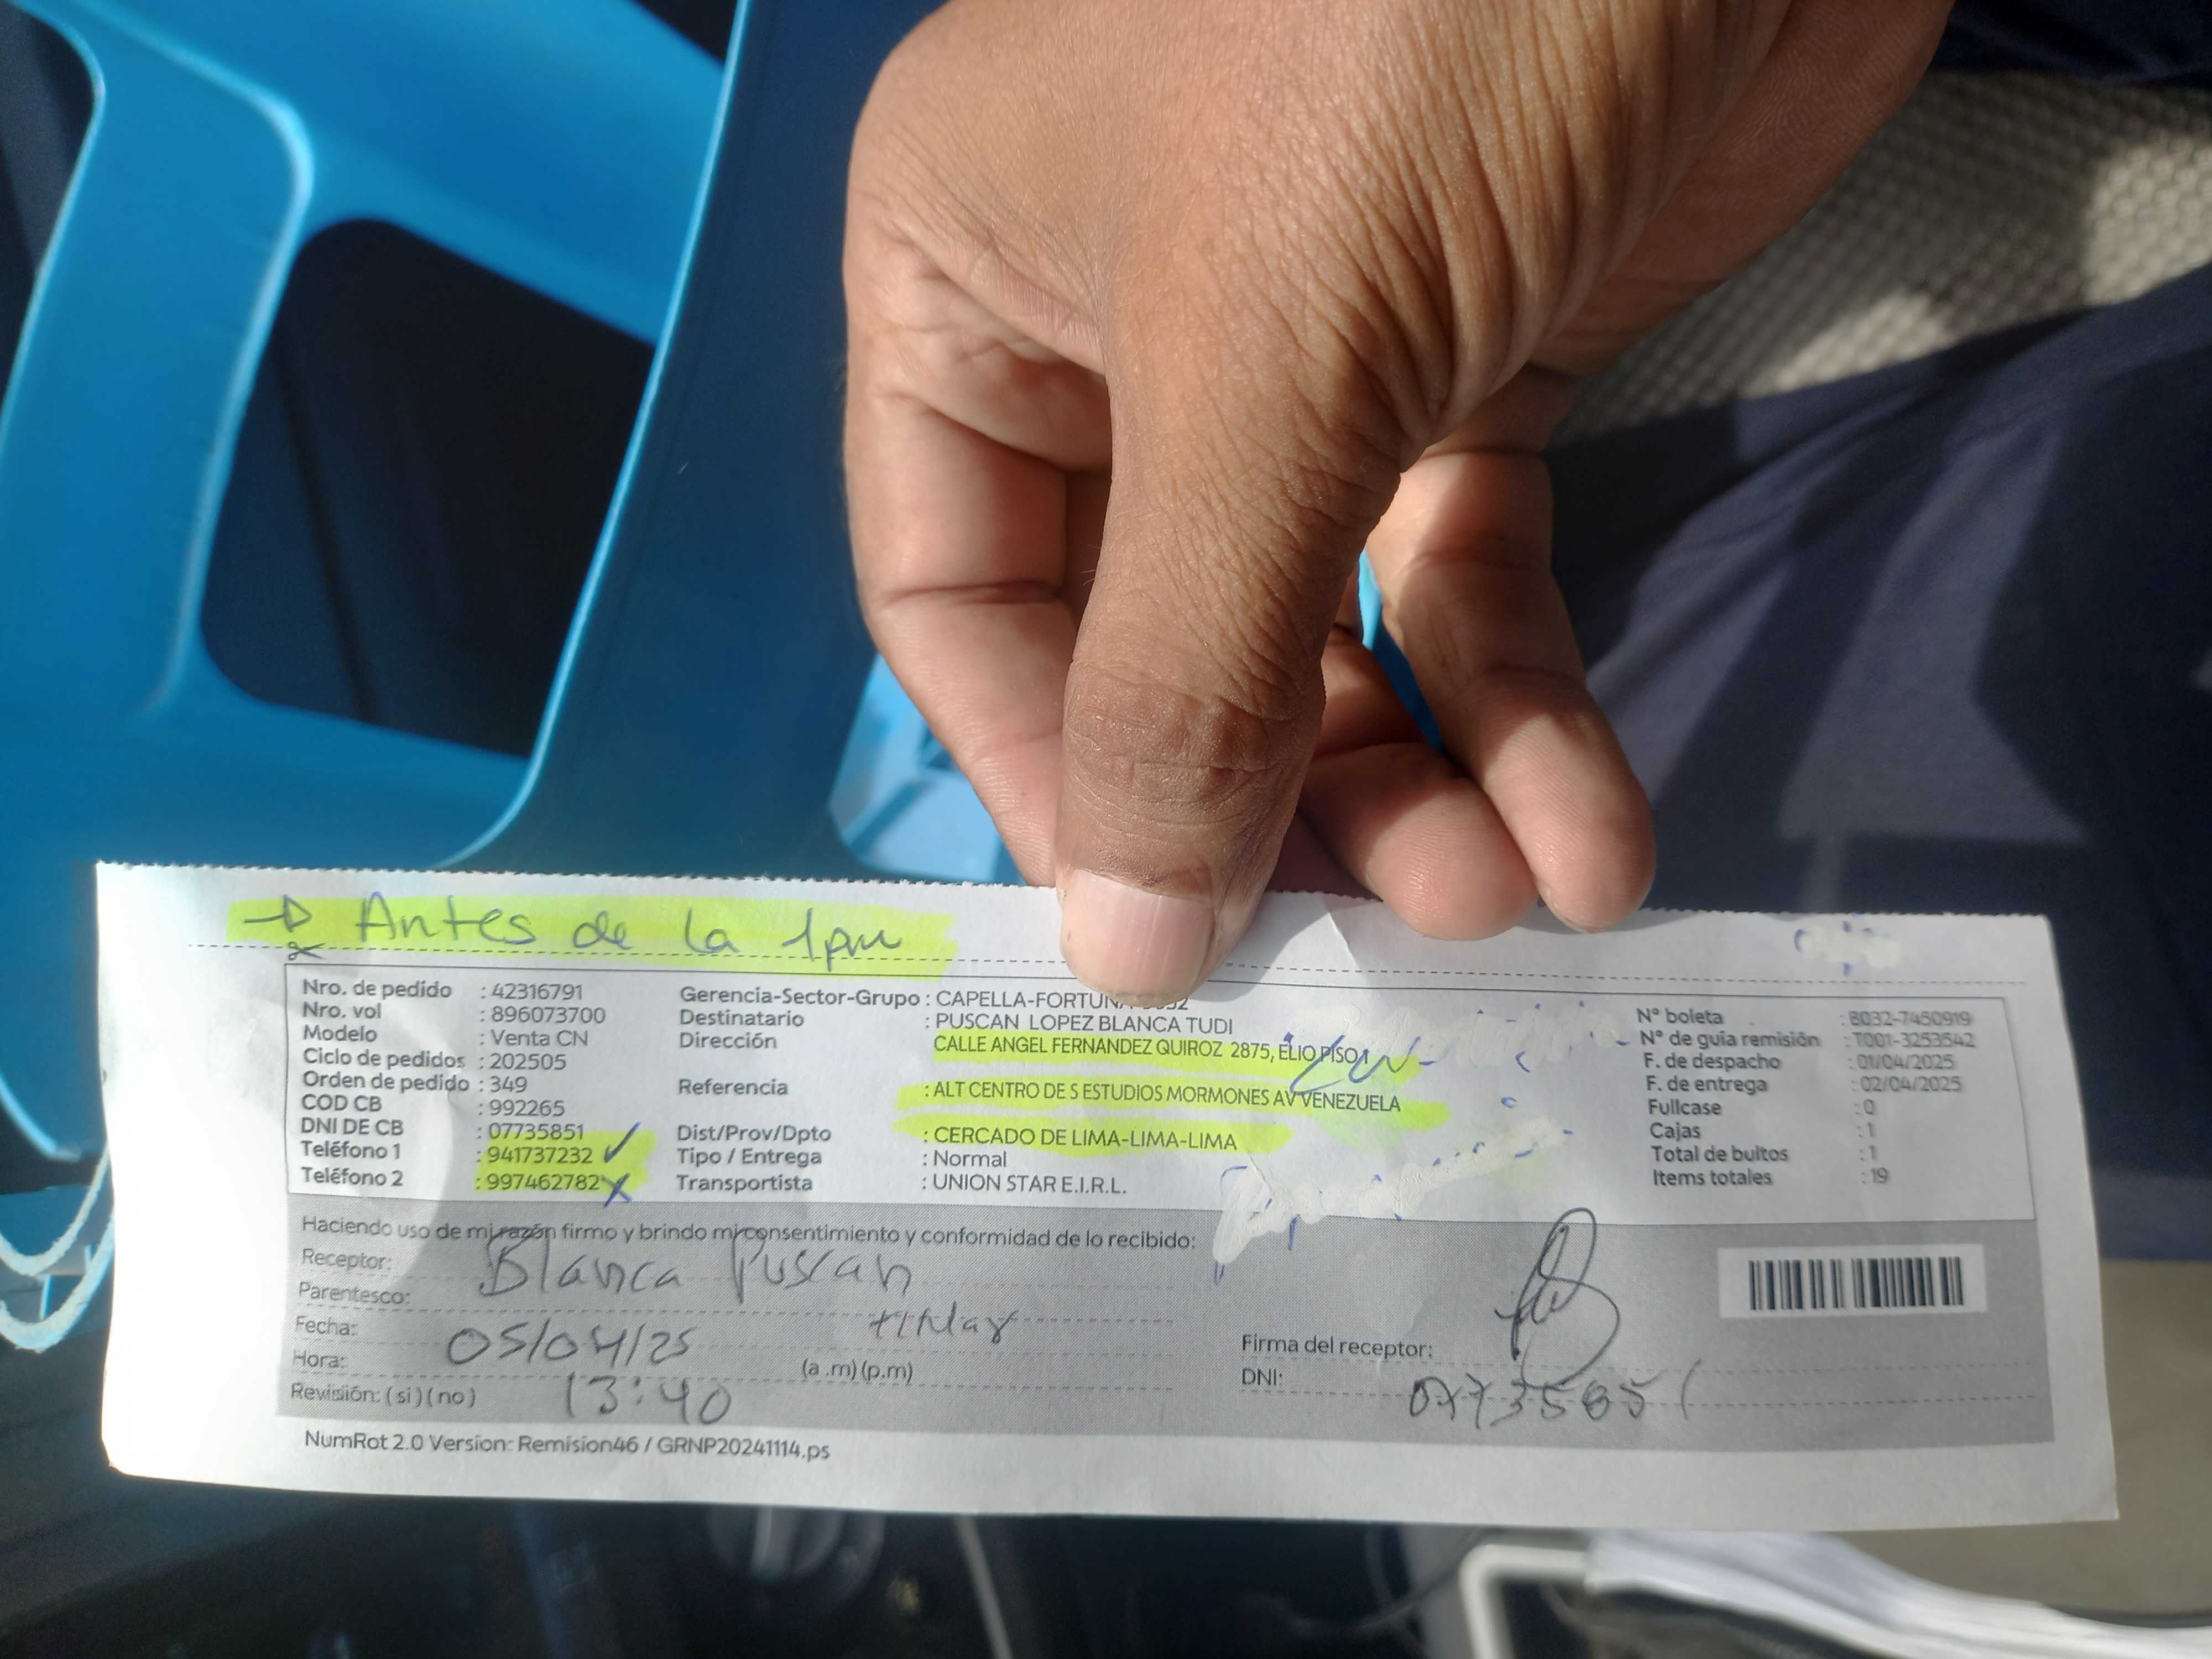 → Antes de la 1pm
Nro. de pedido : 42316791
Nro. vol : 896073700
Modelo : Venta CN
Ciclo de pedidos : 202505
Orden de pedido : 349
COD CB : 992265
DNI DE CB : 07735851
Teléfono 1 : 941737232
Teléfono 2 : 997462782
Gerencia-Sector-Grupo : CAPELLA-FORTUNA
Destinatario : PUSCAN LOPEZ BLANCA TUDI
Dirección CALLE ANGEL FERNANDEZ QUIROZ 2875, ELIO PISO 1
Referencia : ALT CENTRO DE S ESTUDIOS MORMONES AV VENEZUELA
Dist/Prov/Dpto : CERCADO DE LIMA-LIMA-LIMA
Tipo / Entrega : Normal
Transportista : UNION STAR E.I.R.L.
N° boleta : B032-7450919
N° de guía remisión : T001-3253542
F. de despacho : 01/04/2025
F. de entrega : 02/04/2025
Fullcase : 0
Cajas : 1
Total de bultos : 1
Items totales : 19
Haciendo uso de mi razón firmo y brindo mi consentimiento y conformidad de lo recibido:
Receptor: Blanca Puscan
Parentesco: titular
Fecha: 05/04/25
Hora: 13:40 (a .m) (p.m)
Revisión: ( si ) ( no )
Firma del receptor:
DNI: 07735851
NumRot 2.0 Version: Remision46 / GRNP20241114.ps